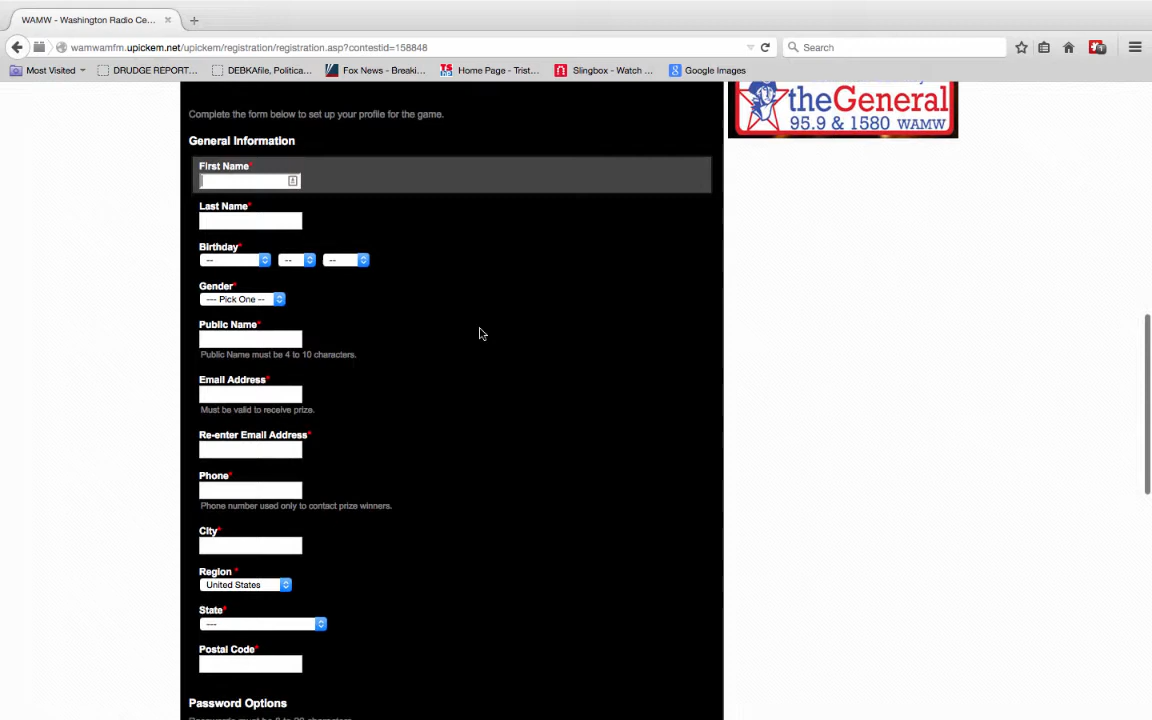 WAMW - Washington Radio Ce...
wamwamfm.upickem.net/upickem/registration/registration.asp?contestid=158848
Search
Most Visited
DRUDGE REPORT...
DEBKAfile, Politica...
Fox News - Breaki...
Home Page - Trist...
Slingbox - Watch ...
Google Images
theGeneral
95.9 & 1580 WAMW
Complete the form below to set up your profile for the game.
General Information
First Name*
Last Name*
Birthday*
-- -- --
Gender*
--- Pick One --
Public Name*
Public Name must be 4 to 10 characters.
Email Address*
Must be valid to receive prize.
Re-enter Email Address*
Phone*
Phone number used only to contact prize winners.
City*
Region *
United States
State*
----
Postal Code*
Password Options